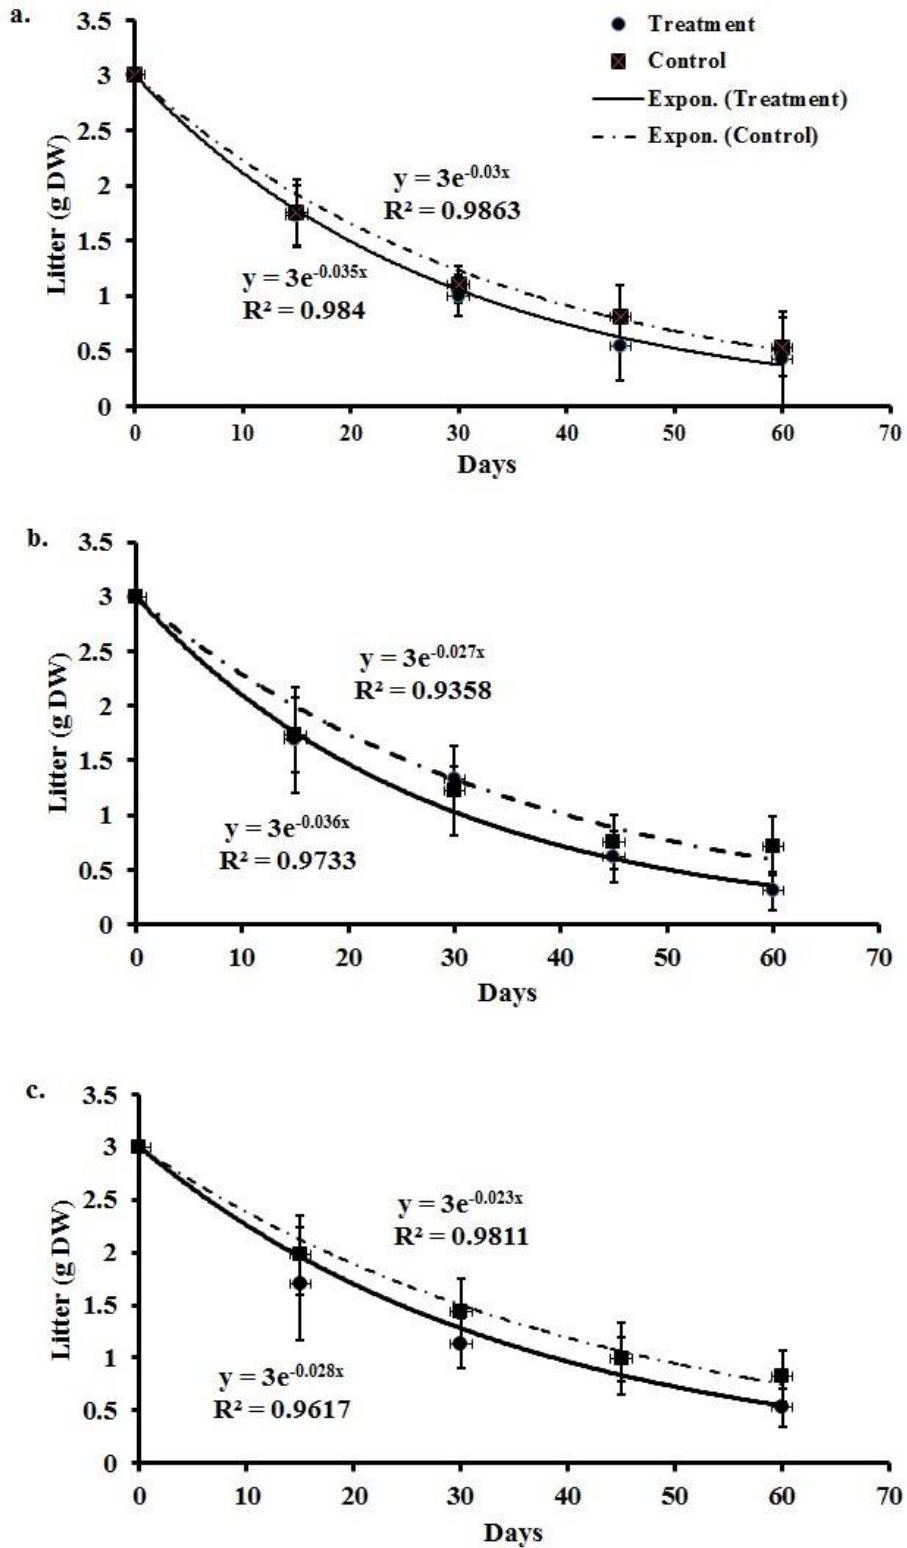 a.
3.5
3
2.5
2
1.5
1
0.5
0
Litter (g DW)
Treatment
Control
Expon. (Treatment)
Expon. (Control)
y = 3e^-0.03x
R² = 0.9863
y = 3e^-0.035x
R² = 0.984
0 10 20 30 40 50 60 70
Days
b.
3.5
3
2.5
2
1.5
1
0.5
0
Litter (g DW)
y = 3e^-0.027x
R² = 0.9358
y = 3e^-0.036x
R² = 0.9733
0 10 20 30 40 50 60 70
Days
c.
3.5
3
2.5
2
1.5
1
0.5
0
Litter (g DW)
y = 3e^-0.023x
R² = 0.9811
y = 3e^-0.028x
R² = 0.9617
0 10 20 30 40 50 60 70
Days